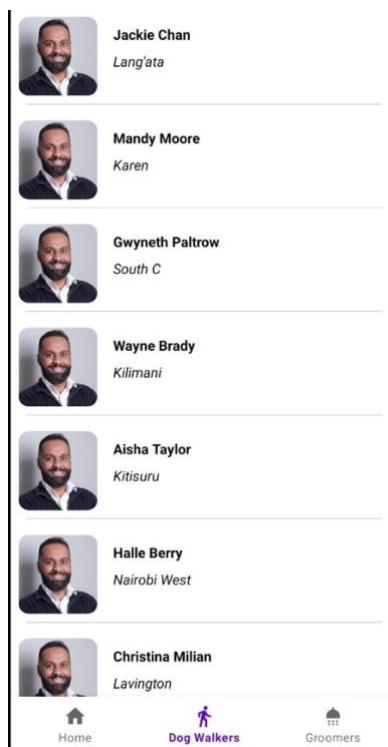 Jackie Chan
Lang'ata
Mandy Moore
Karen
Gwyneth Paltrow
South C
Wayne Brady
Kilimani
Aisha Taylor
Kitisuru
Halle Berry
Nairobi West
Christina Milian
Lavington
Home
Dog Walkers
Groomers